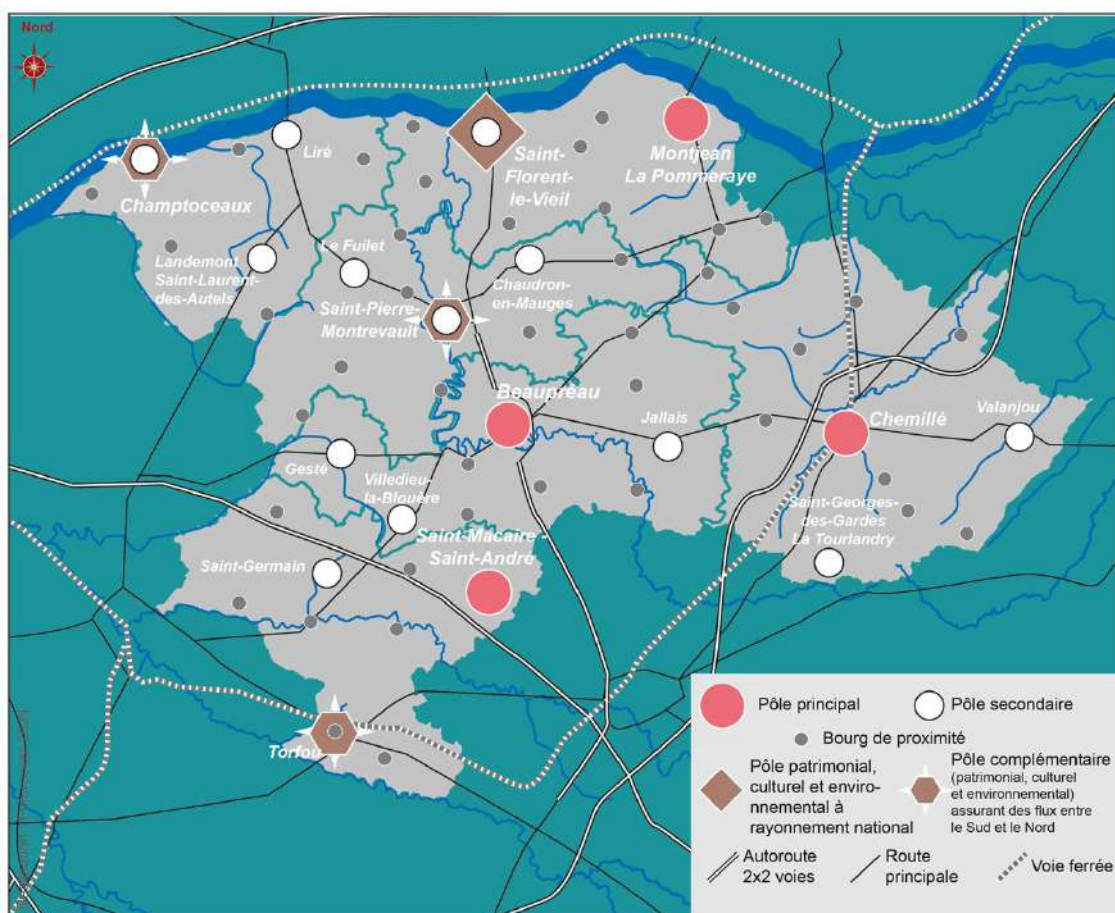 Nord
Liré
Saint-
Florent-
le-Vieil
Montjean
La Pommeraye
Champtoceaux
Landemont
Saint-Laurent-
des-Autels
Le Fuilet
Chaudron-
en-Mauges
Saint-Pierre-
Montrevault
Beaupréau
Jallais
Chemillé
Valanjou
Gesté
Villedieu-
la-Blouère
Saint-Georges-
des-Gardes
La Tourlandry
Saint-Macaire -
Saint-André
Saint-Germain
Torfou
Pôle principal
Pôle secondaire
Bourg de proximité
Pôle patrimonial,
culturel et enviro-
nnemental à
rayonnement national
Pôle complémentaire
(patrimonial, culturel
et environnemental)
assurant des flux entre
le Sud et le Nord
Autoroute
2x2 voies
Route
principale
Voie ferrée